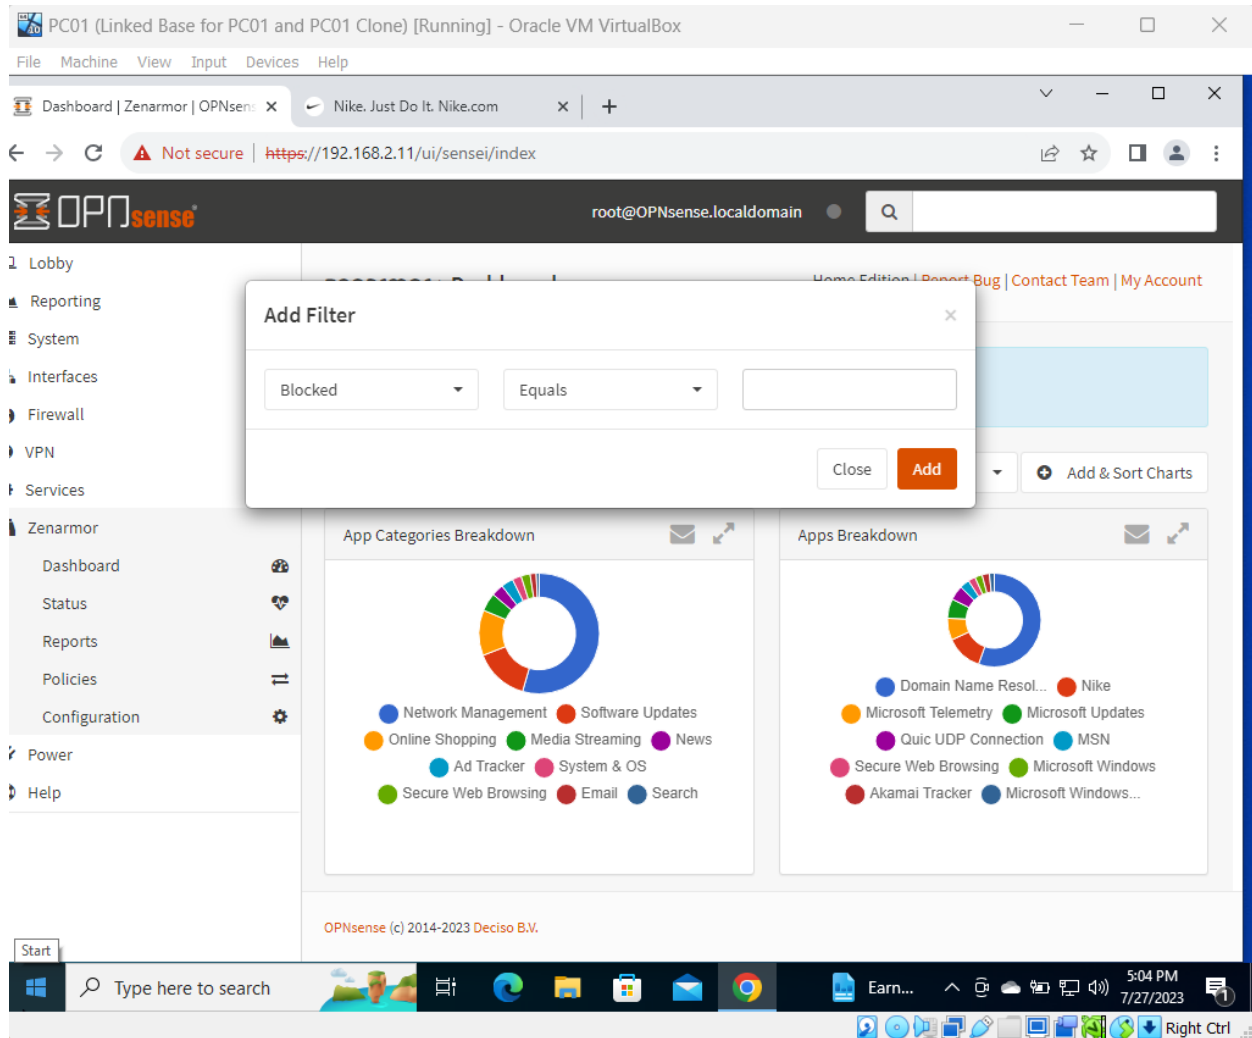 PC01 (Linked Base for PC01 and PC01 Clone) [Running] - Oracle VM VirtualBox
File Machine View Input Devices Help
Dashboard | Zenarmor | OPNsens
Nike. Just Do It. Nike.com
Not secure | https://192.168.2.11/ui/sensei/index
OPNsense
root@OPNsense.localdomain
Lobby
Reporting
System
Interfaces
Firewall
VPN
Services
Zenarmor
Dashboard
Status
Reports
Policies
Configuration
Power
Help
Home Edition | Report Bug | Contact Team | My Account
Add Filter
Blocked
Equals
Close Add
Add & Sort Charts
App Categories Breakdown
Network Management Software Updates
Online Shopping Media Streaming News
Ad Tracker System & OS
Secure Web Browsing Email Search
Apps Breakdown
Domain Name Resol... Nike
Microsoft Telemetry Microsoft Updates
Quic UDP Connection MSN
Secure Web Browsing Microsoft Windows
Akamai Tracker Microsoft Windows...
OPNsense (c) 2014-2023 Deciso B.V.
Start
Type here to search
Earn...
5:04 PM
7/27/2023
1
Right Ctrl